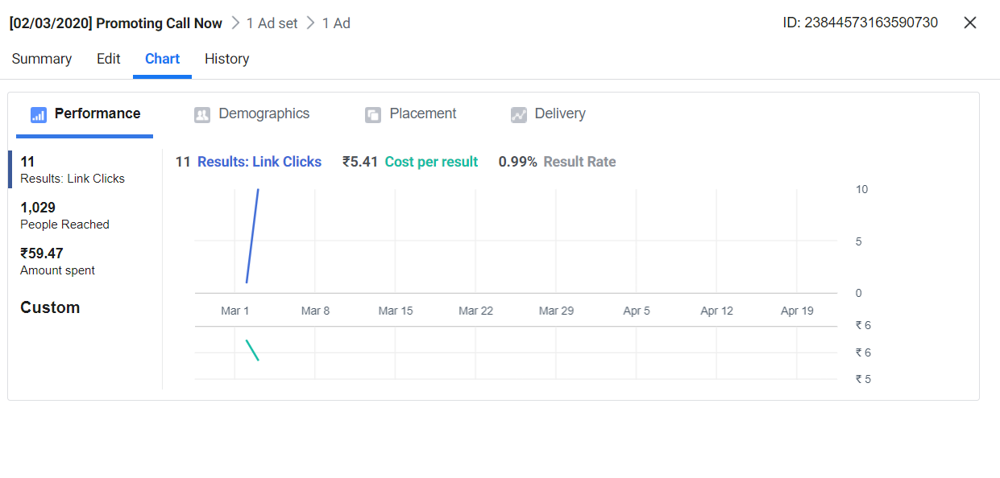 [02/03/2020] Promoting Call Now > 1 Ad set > 1 Ad ID: 23844573163590730
Summary Edit Chart History
Performance Demographics Placement Delivery
11
Results: Link Clicks
1,029
People Reached
₹59.47
Amount spent
Custom
11 Results: Link Clicks ₹5.41 Cost per result 0.99% Result Rate
10
5
0
Mar 1 Mar 8 Mar 15 Mar 22 Mar 29 Apr 5 Apr 12 Apr 19
₹ 6
₹ 6
₹ 5